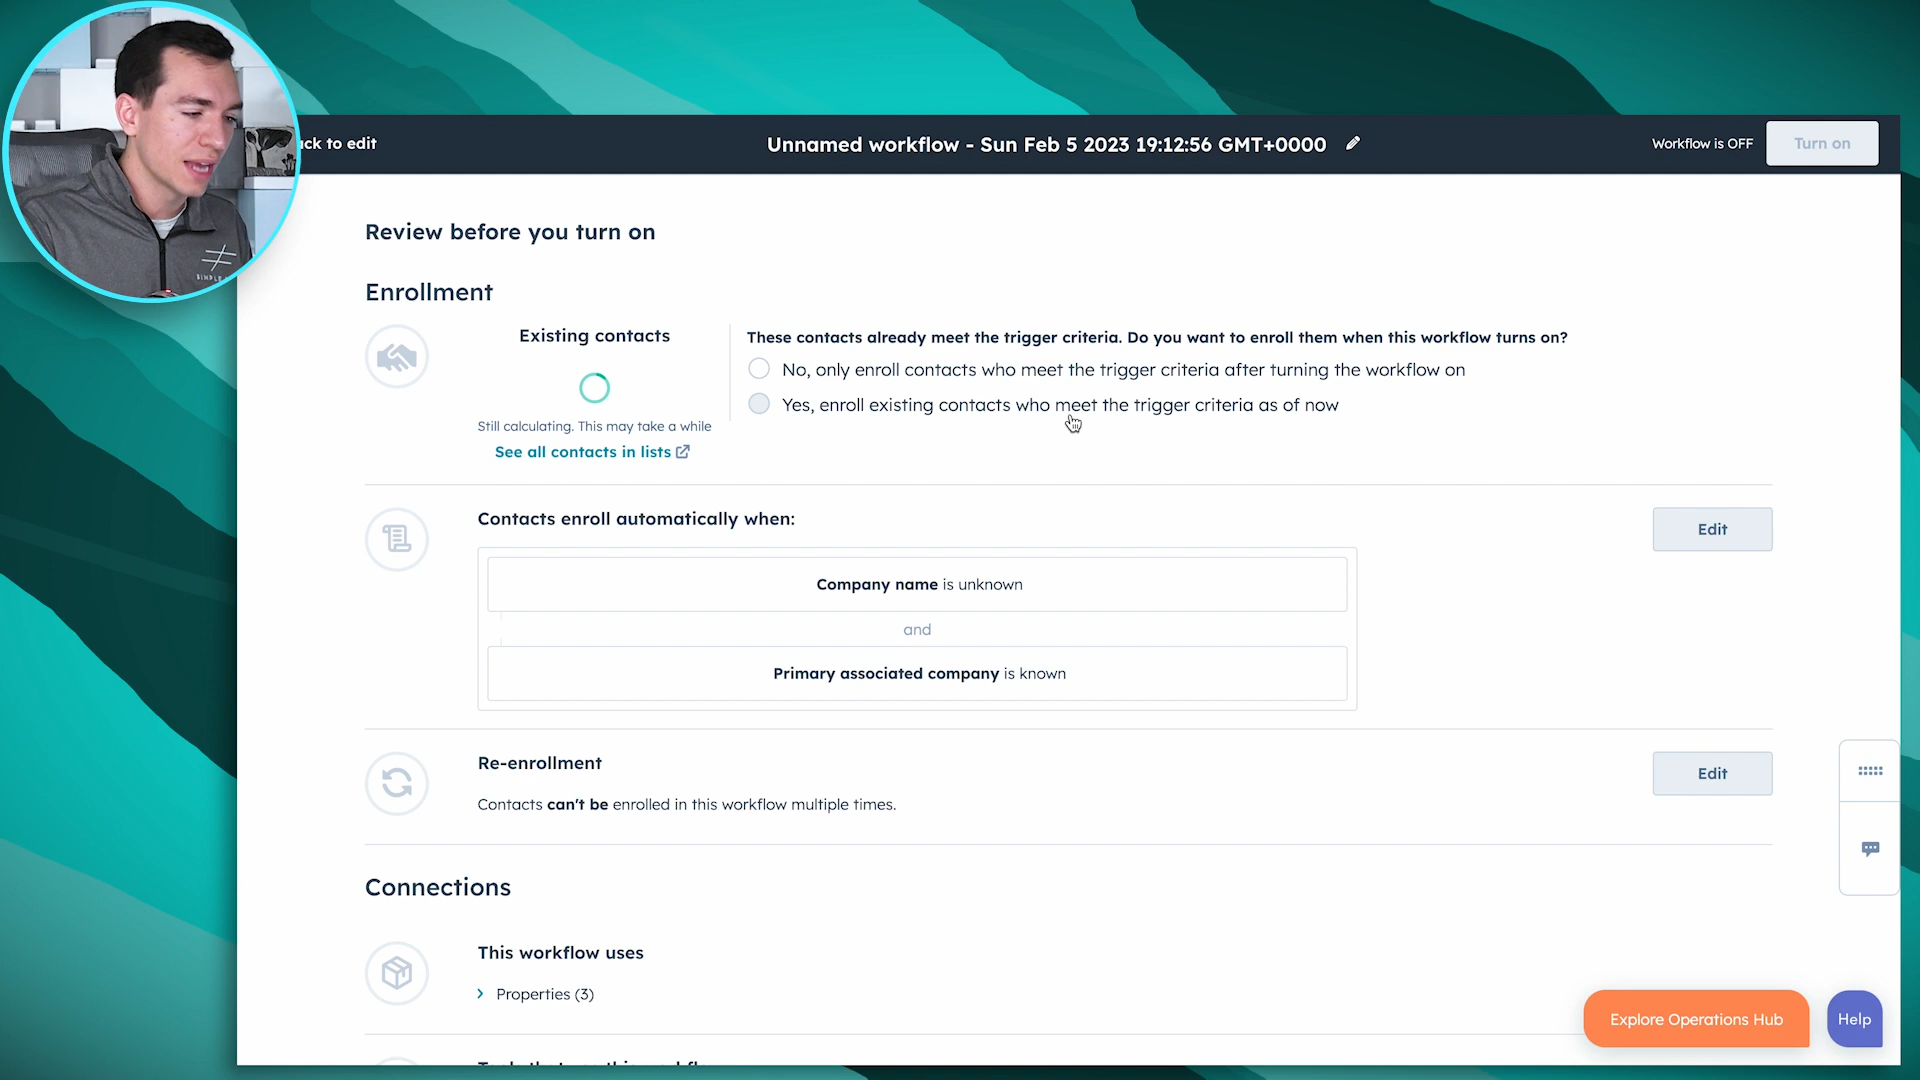 ck to edit
Unnamed workflow - Sun Feb 5 2023 19:12:56 GMT+0000
Workflow is OFF
Turn on
Review before you turn on
Enrollment
Existing contacts
Still calculating. This may take a while
See all contacts in lists
These contacts already meet the trigger criteria. Do you want to enroll them when this workflow turns on?
No, only enroll contacts who meet the trigger criteria after turning the workflow on
Yes, enroll existing contacts who meet the trigger criteria as of now
Contacts enroll automatically when:
Edit
Company name is unknown
and
Primary associated company is known
Re-enrollment
Edit
Contacts can't be enrolled in this workflow multiple times.
Connections
This workflow uses
Properties (3)
Explore Operations Hub
Help